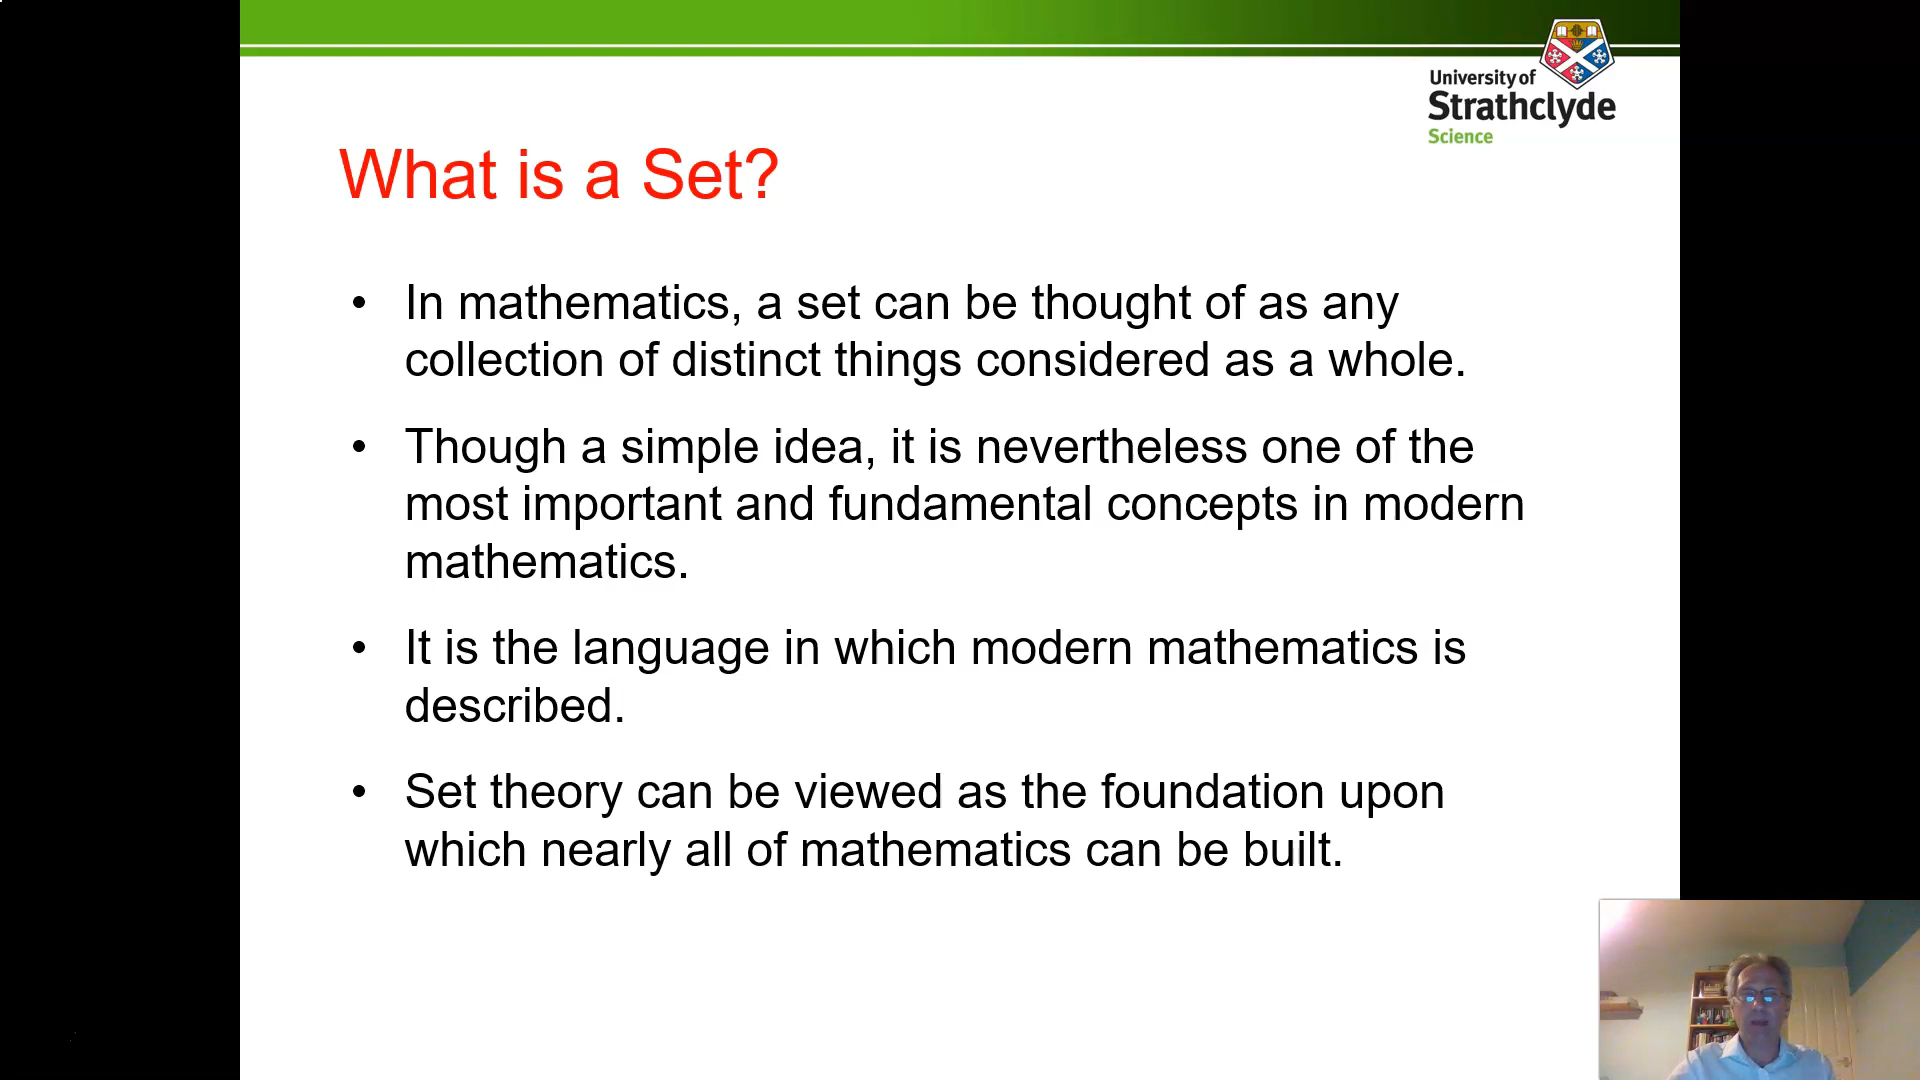 University of
Strathclyde
Science
What is a Set?
• In mathematics, a set can be thought of as any
collection of distinct things considered as a whole.
• Though a simple idea, it is nevertheless one of the
most important and fundamental concepts in modern
mathematics.
• It is the language in which modern mathematics is
described.
• Set theory can be viewed as the foundation upon
which nearly all of mathematics can be built.